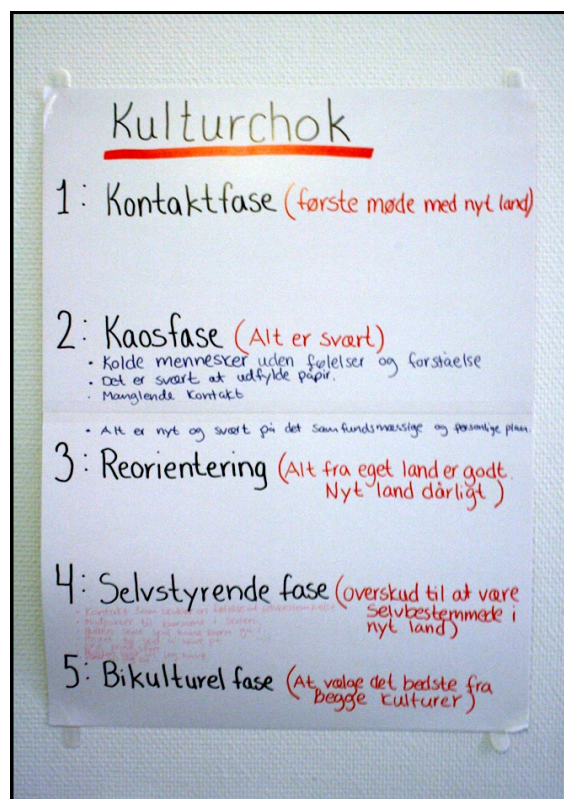 Kulturchok
1: Kontaktfase (første møde med nyt land)
2: Kaosfase (Alt er svært)
• Kolde mennesker uden følelser og forståelse
• Det er svært at udfylde papir.
• Manglende kontakt
• Alt er nyt og svært på det samfundsmæssige og personlige plan.
3: Reorientering (Alt fra eget land er godt.
Nyt land dårligt)
4: Selvstyrende fase (overskud til at være
selvbestemmede i
nyt land)
• Kontakt som
5: Bikulturel fase (At vælge det bedste fra
begge kulturer)